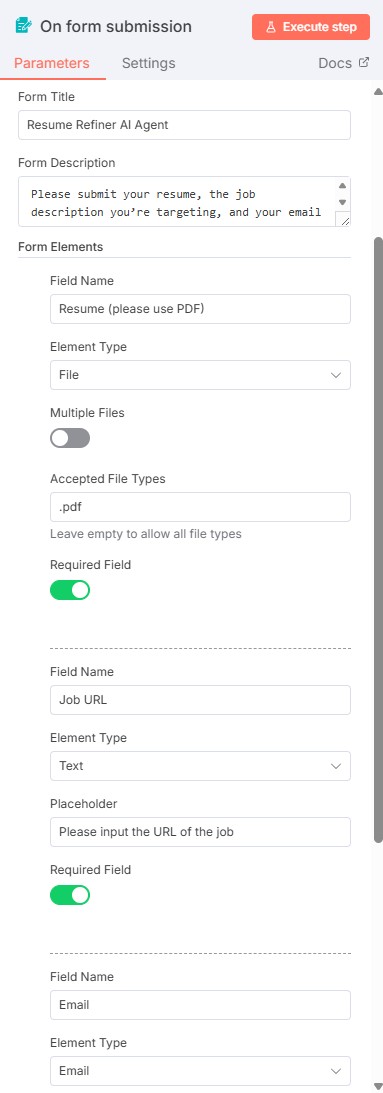 On form submission
Execute step
Parameters
Settings
Docs
Form Title
Resume Refiner AI Agent
Form Description
Please submit your resume, the job
description you’re targeting, and your email
Form Elements
Field Name
Resume (please use PDF)
Element Type
File
Multiple Files
Accepted File Types
.pdf
Leave empty to allow all file types
Required Field
Field Name
Job URL
Element Type
Text
Placeholder
Please input the URL of the job
Required Field
Field Name
Email
Element Type
Email